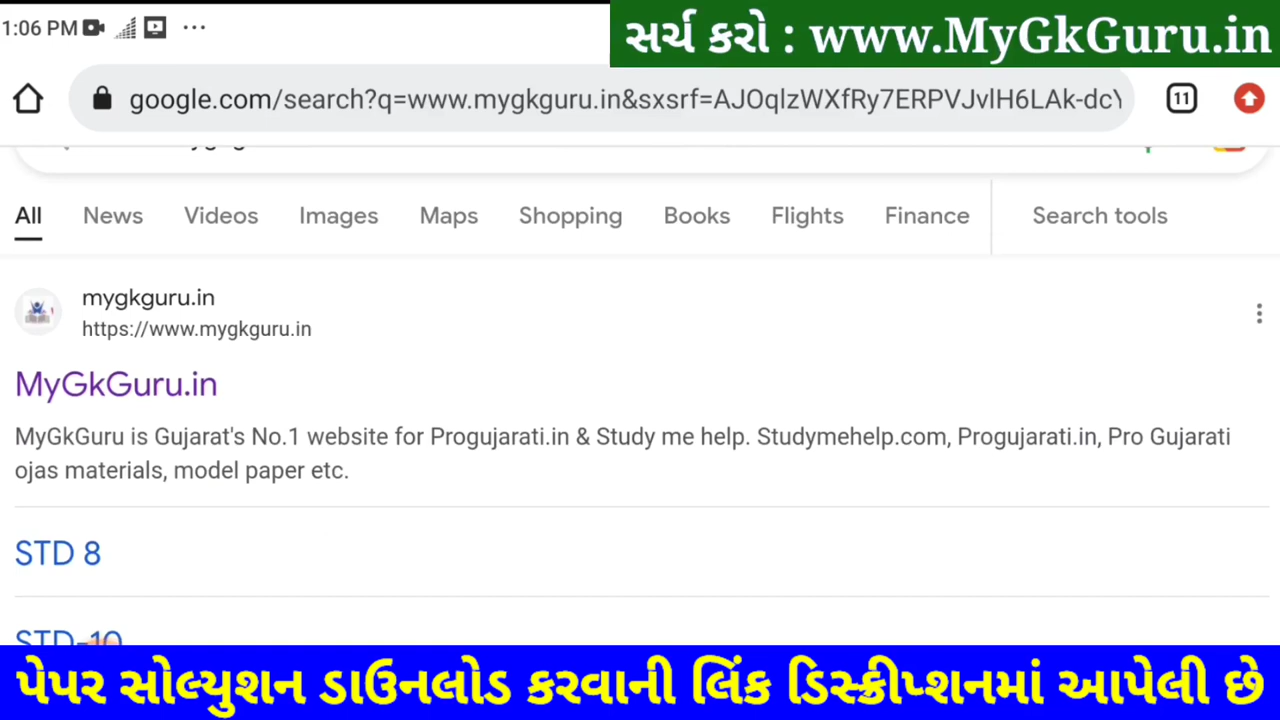 1:06 PM
સર્ચ કરો : www.MyGkGuru.in
google.com/search?q=www.mygkguru.in&sxsrf=AJOqlzWXfRy7ERPVJvlH6LAk-dcY
11
All News Videos Images Maps Shopping Books Flights Finance Search tools
mygkguru.in
https://www.mygkguru.in
MyGkGuru.in
MyGkGuru is Gujarat's No.1 website for Progujarati.in & Study me help. Studymehelp.com, Progujarati.in, Pro Gujarati
ojas materials, model paper etc.
STD 8
STD-10
પેપર સોલ્યુશન ડાઉનલોડ કરવાની લિંક ડિસ્ક્રીપ્શનમાં આપેલી છે